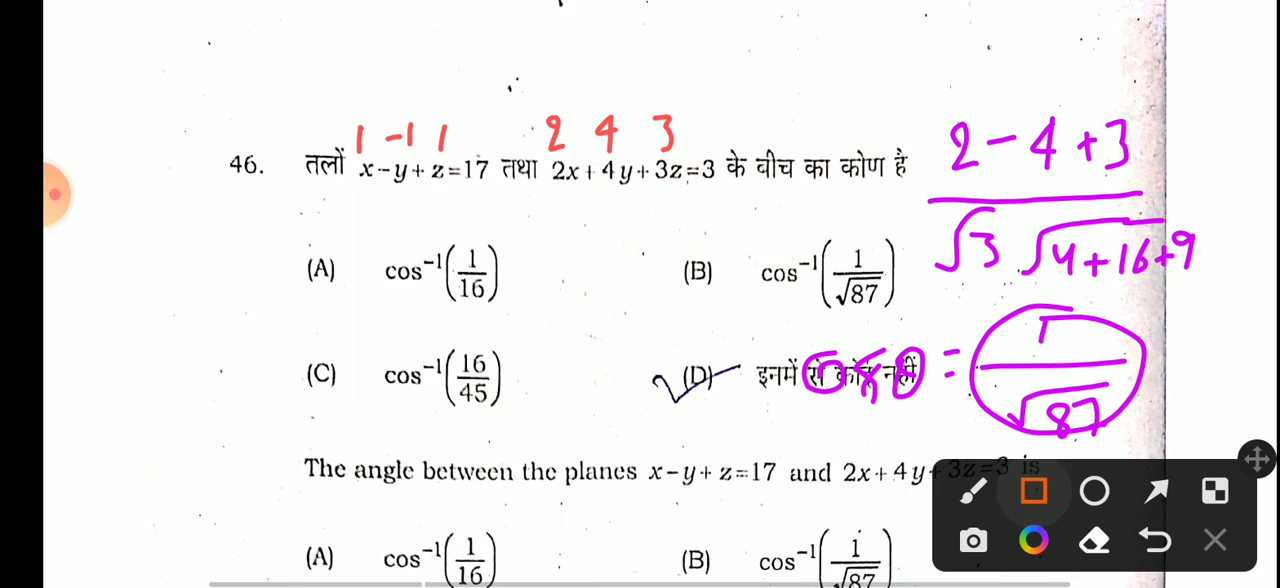 1 -1 1 2 4 3
46. तलों x-y+z=17 तथा 2x+4y+3z=3 के बीच का कोण है
2-4+3
√3 √4+16+9
(A) cos⁻¹(1/16) (B) cos⁻¹(1/√87)
(C) cos⁻¹(16/45) (D) इनमें से कोई नहीं
= 1/√87
The angle between the planes x-y+z=17 and 2x+4y+3z=3 is
(A) cos⁻¹(1/16) (B) cos⁻¹(1/√87)